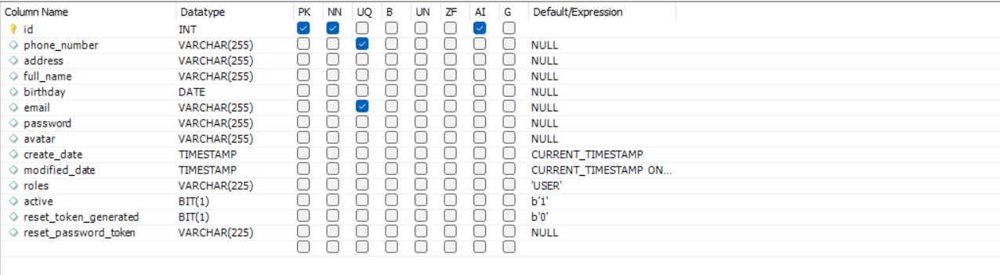 Column Name Datatype PK NN UQ B UN ZF AI G Default/Expression
id INT
phone_number VARCHAR(255) NULL
address VARCHAR(255) NULL
full_name VARCHAR(255) NULL
birthday DATE NULL
email VARCHAR(255) NULL
password VARCHAR(255) NULL
avatar VARCHAR(255) NULL
create_date TIMESTAMP CURRENT_TIMESTAMP
modified_date TIMESTAMP CURRENT_TIMESTAMP ON...
roles VARCHAR(225) 'USER'
active BIT(1) b'1'
reset_token_generated BIT(1) b'0'
reset_password_token VARCHAR(225) NULL